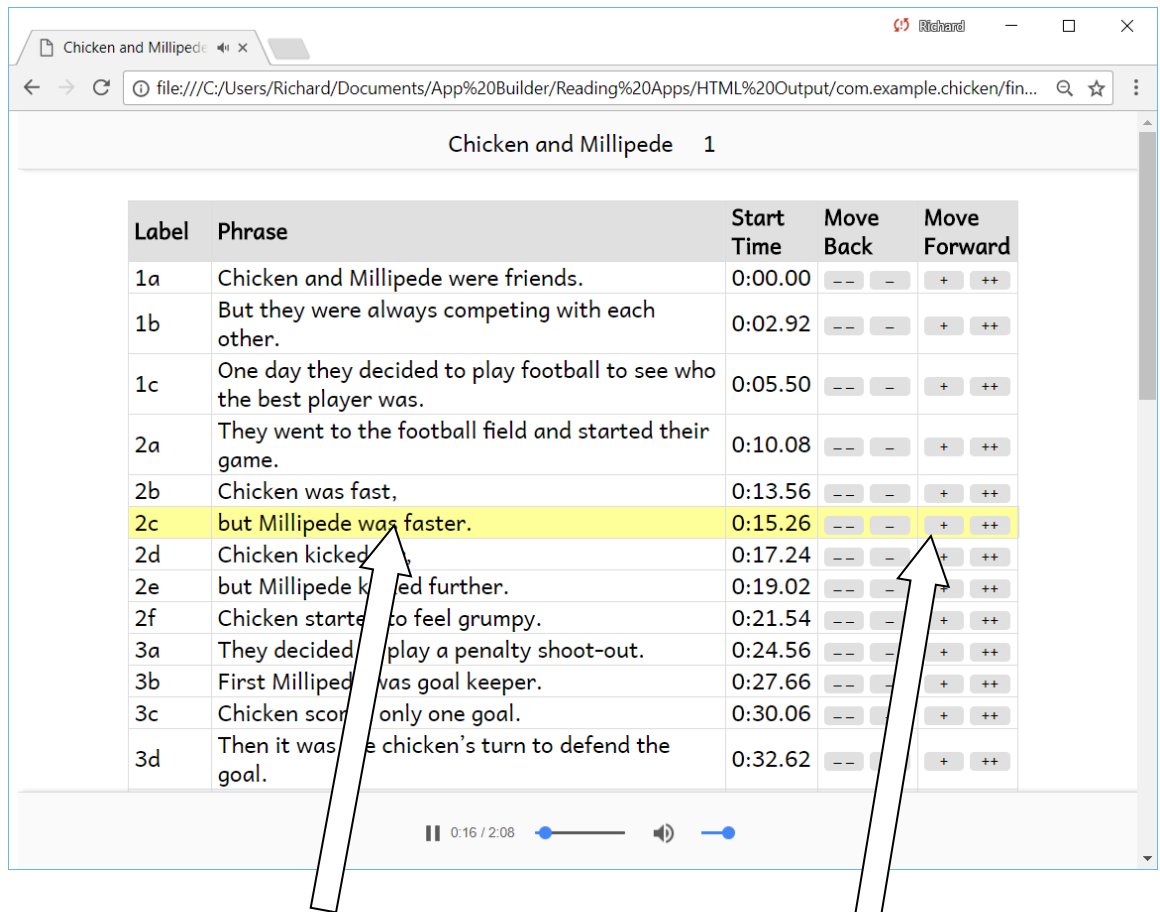 Richard
Chicken and Millipede
file:///C:/Users/Richard/Documents/App%20Builder/Reading%20Apps/HTML%20Output/com.example.chicken/fin...
Chicken and Millipede 1
Label Phrase Start Time Move Back Move Forward
1a Chicken and Millipede were friends. 0:00.00 -- - + ++
1b But they were always competing with each
other. 0:02.92 -- - + ++
1c One day they decided to play football to see who
the best player was. 0:05.50 -- - + ++
2a They went to the football field and started their
game. 0:10.08 -- - + ++
2b Chicken was fast, 0:13.56 -- - + ++
2c but Millipede was faster. 0:15.26 -- - + ++
2d Chicken kicked 0:17.24 -- - + ++
2e but Millipede kicked further. 0:19.02 -- - + ++
2f Chicken started to feel grumpy. 0:21.54 -- - + ++
3a They decided play a penalty shoot-out. 0:24.56 -- - + ++
3b First Millipede was goal keeper. 0:27.66 -- - + ++
3c Chicken scored only one goal. 0:30.06 -- + ++
3d Then it was the chicken’s turn to defend the
goal. 0:32.62 -- + ++
0:16 / 2:08